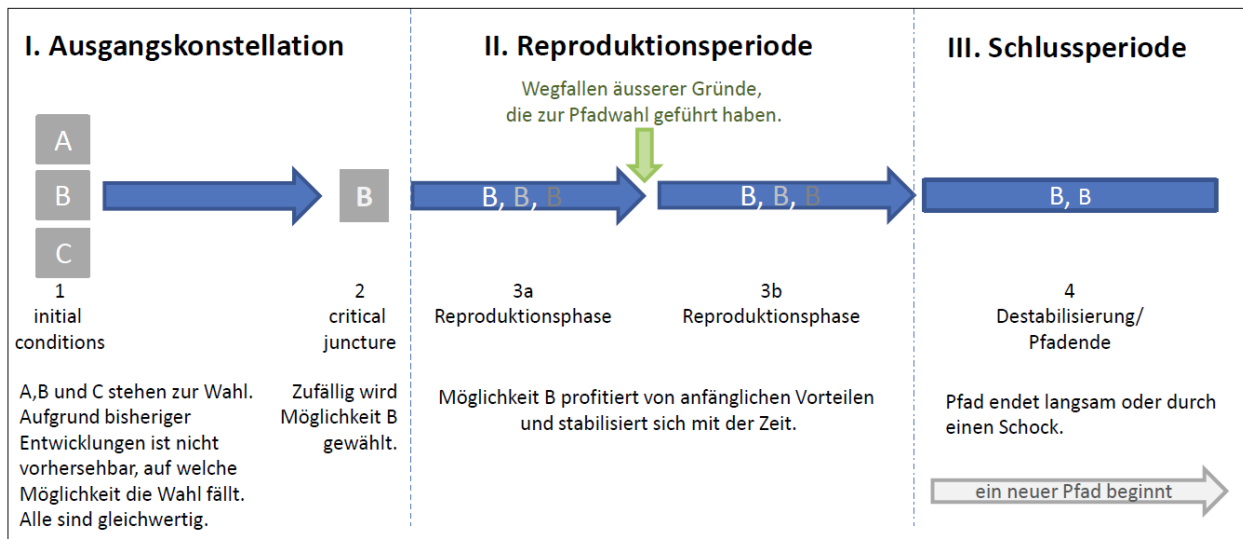 I. Ausgangskonstellation
A
B
C
B
1
initial
conditions
2
critical
juncture
A,B und C stehen zur Wahl.
Aufgrund bisheriger
Entwicklungen ist nicht
vorhersehbar, auf welche
Möglichkeit die Wahl fällt.
Alle sind gleichwertig.
Zufällig wird
Möglichkeit B
gewählt.
II. Reproduktionsperiode
Wegfallen äusserer Gründe,
die zur Pfadwahl geführt haben.
B, B, B
B, B, B
3a
Reproduktionsphase
3b
Reproduktionsphase
Möglichkeit B profitiert von anfänglichen Vorteilen
und stabilisiert sich mit der Zeit.
III. Schlussperiode
B, B
4
Destabilisierung/
Pfadende
Pfad endet langsam oder durch
einen Schock.
ein neuer Pfad beginnt